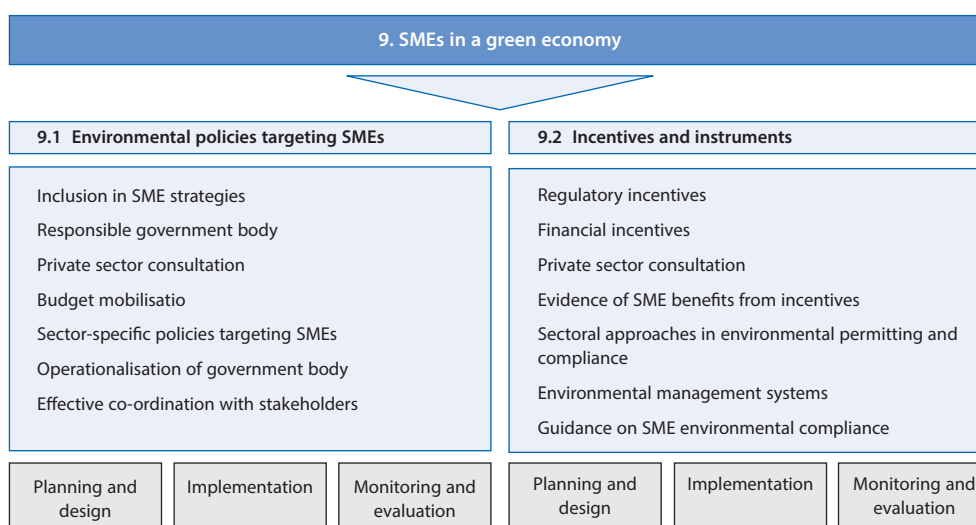 9. SMEs in a green economy
9.1 Environmental policies targeting SMEs
Inclusion in SME strategies
Responsible government body
Private sector consultation
Budget mobilisatio
Sector-specific policies targeting SMEs
Operationalisation of government body
Effective co-ordination with stakeholders
Planning and
design
Implementation
Monitoring and
evaluation
9.2 Incentives and instruments
Regulatory incentives
Financial incentives
Private sector consultation
Evidence of SME benefits from incentives
Sectoral approaches in environmental permitting and
compliance
Environmental management systems
Guidance on SME environmental compliance
Planning and
design
Implementation
Monitoring and
evaluation